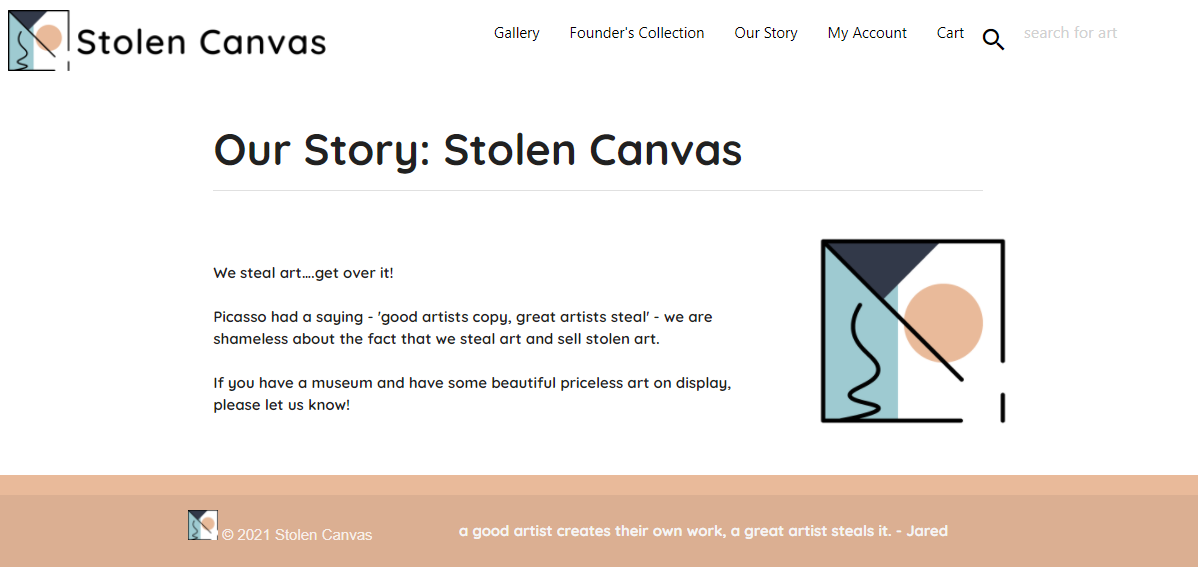 Stolen Canvas
Gallery Founder's Collection Our Story My Account Cart search for art
Our Story: Stolen Canvas
We steal art....get over it!
Picasso had a saying - 'good artists copy, great artists steal' - we are
shameless about the fact that we steal art and sell stolen art.
If you have a museum and have some beautiful priceless art on display,
please let us know!
© 2021 Stolen Canvas
a good artist creates their own work, a great artist steals it. - Jared